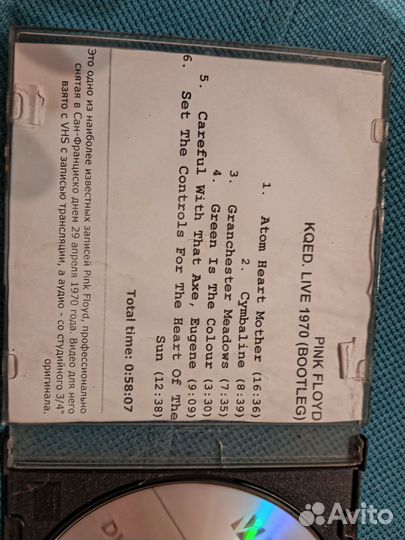 PINK FLOYD
KQED. LIVE 1970 (BOOTLEG)
1. Atom Heart Mother (16:36)
2. Cymbaline (8:39)
3. Granchester Meadows (7:35)
4. Green Is The Colour (3:30)
5. Careful With That Axe, Eugene (9:09)
6. Set The Controls For The Heart Of The
Sun (12:38)
Total time: 0:58:07
Это одно из наиболее известных записей Pink Floyd, профессионально
снятая в Сан-Франциско днем 29 апреля 1970 года. Видео для него
взято с VHS с записью трансляции, а аудио - со студийного 3/4"
оригинала.
Avito